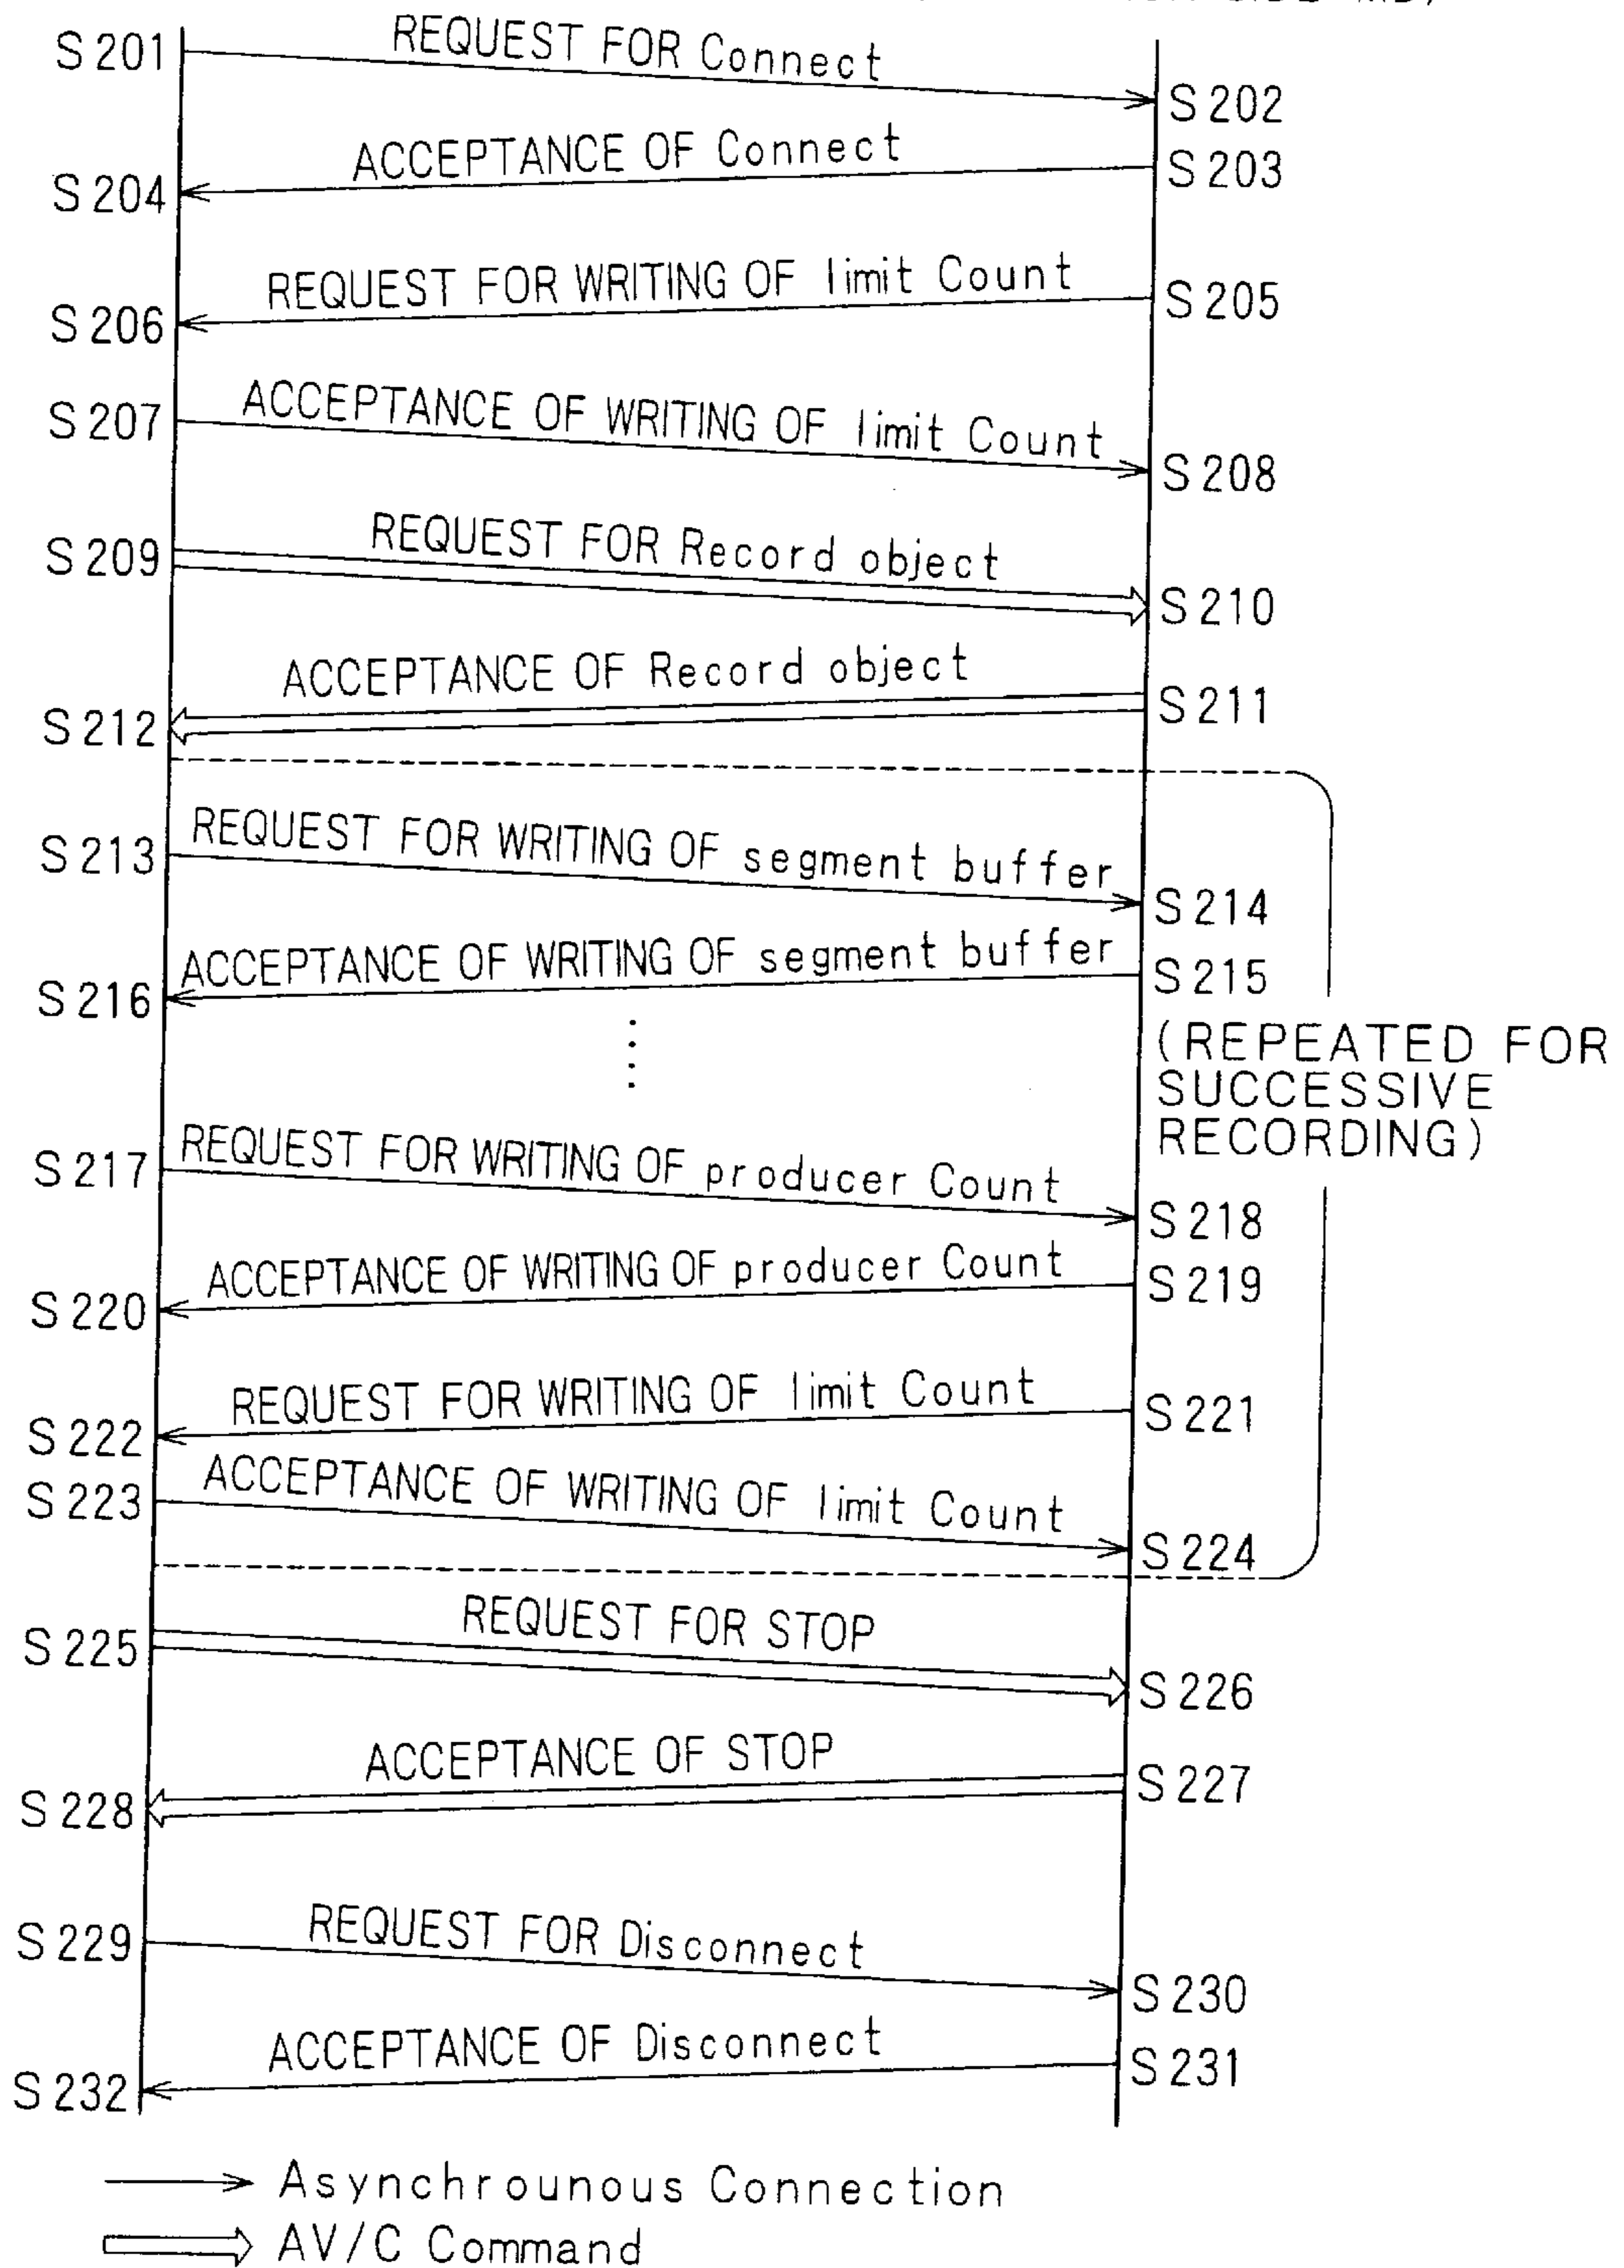 S201 REQUEST FOR Connect
S202
ACCEPTANCE OF Connect S203
S204
REQUEST FOR WRITING OF limit Count S205
S206
S207 ACCEPTANCE OF WRITING OF limit Count
S208
S209 REQUEST FOR Record object
S210
ACCEPTANCE OF Record object S211
S212
S213 REQUEST FOR WRITING OF segment buffer
S214
ACCEPTANCE OF WRITING OF segment buffer S215
S216
(REPEATED FOR
SUCCESSIVE
RECORDING)
S217 REQUEST FOR WRITING OF producer Count
S218
ACCEPTANCE OF WRITING OF producer Count S219
S220
REQUEST FOR WRITING OF limit Count S221
S222
S223 ACCEPTANCE OF WRITING OF limit Count
S224
S225 REQUEST FOR STOP
S226
ACCEPTANCE OF STOP S227
S228
S229 REQUEST FOR Disconnect
S230
ACCEPTANCE OF Disconnect S231
S232
Asynchrounous Connection
AV/C Command